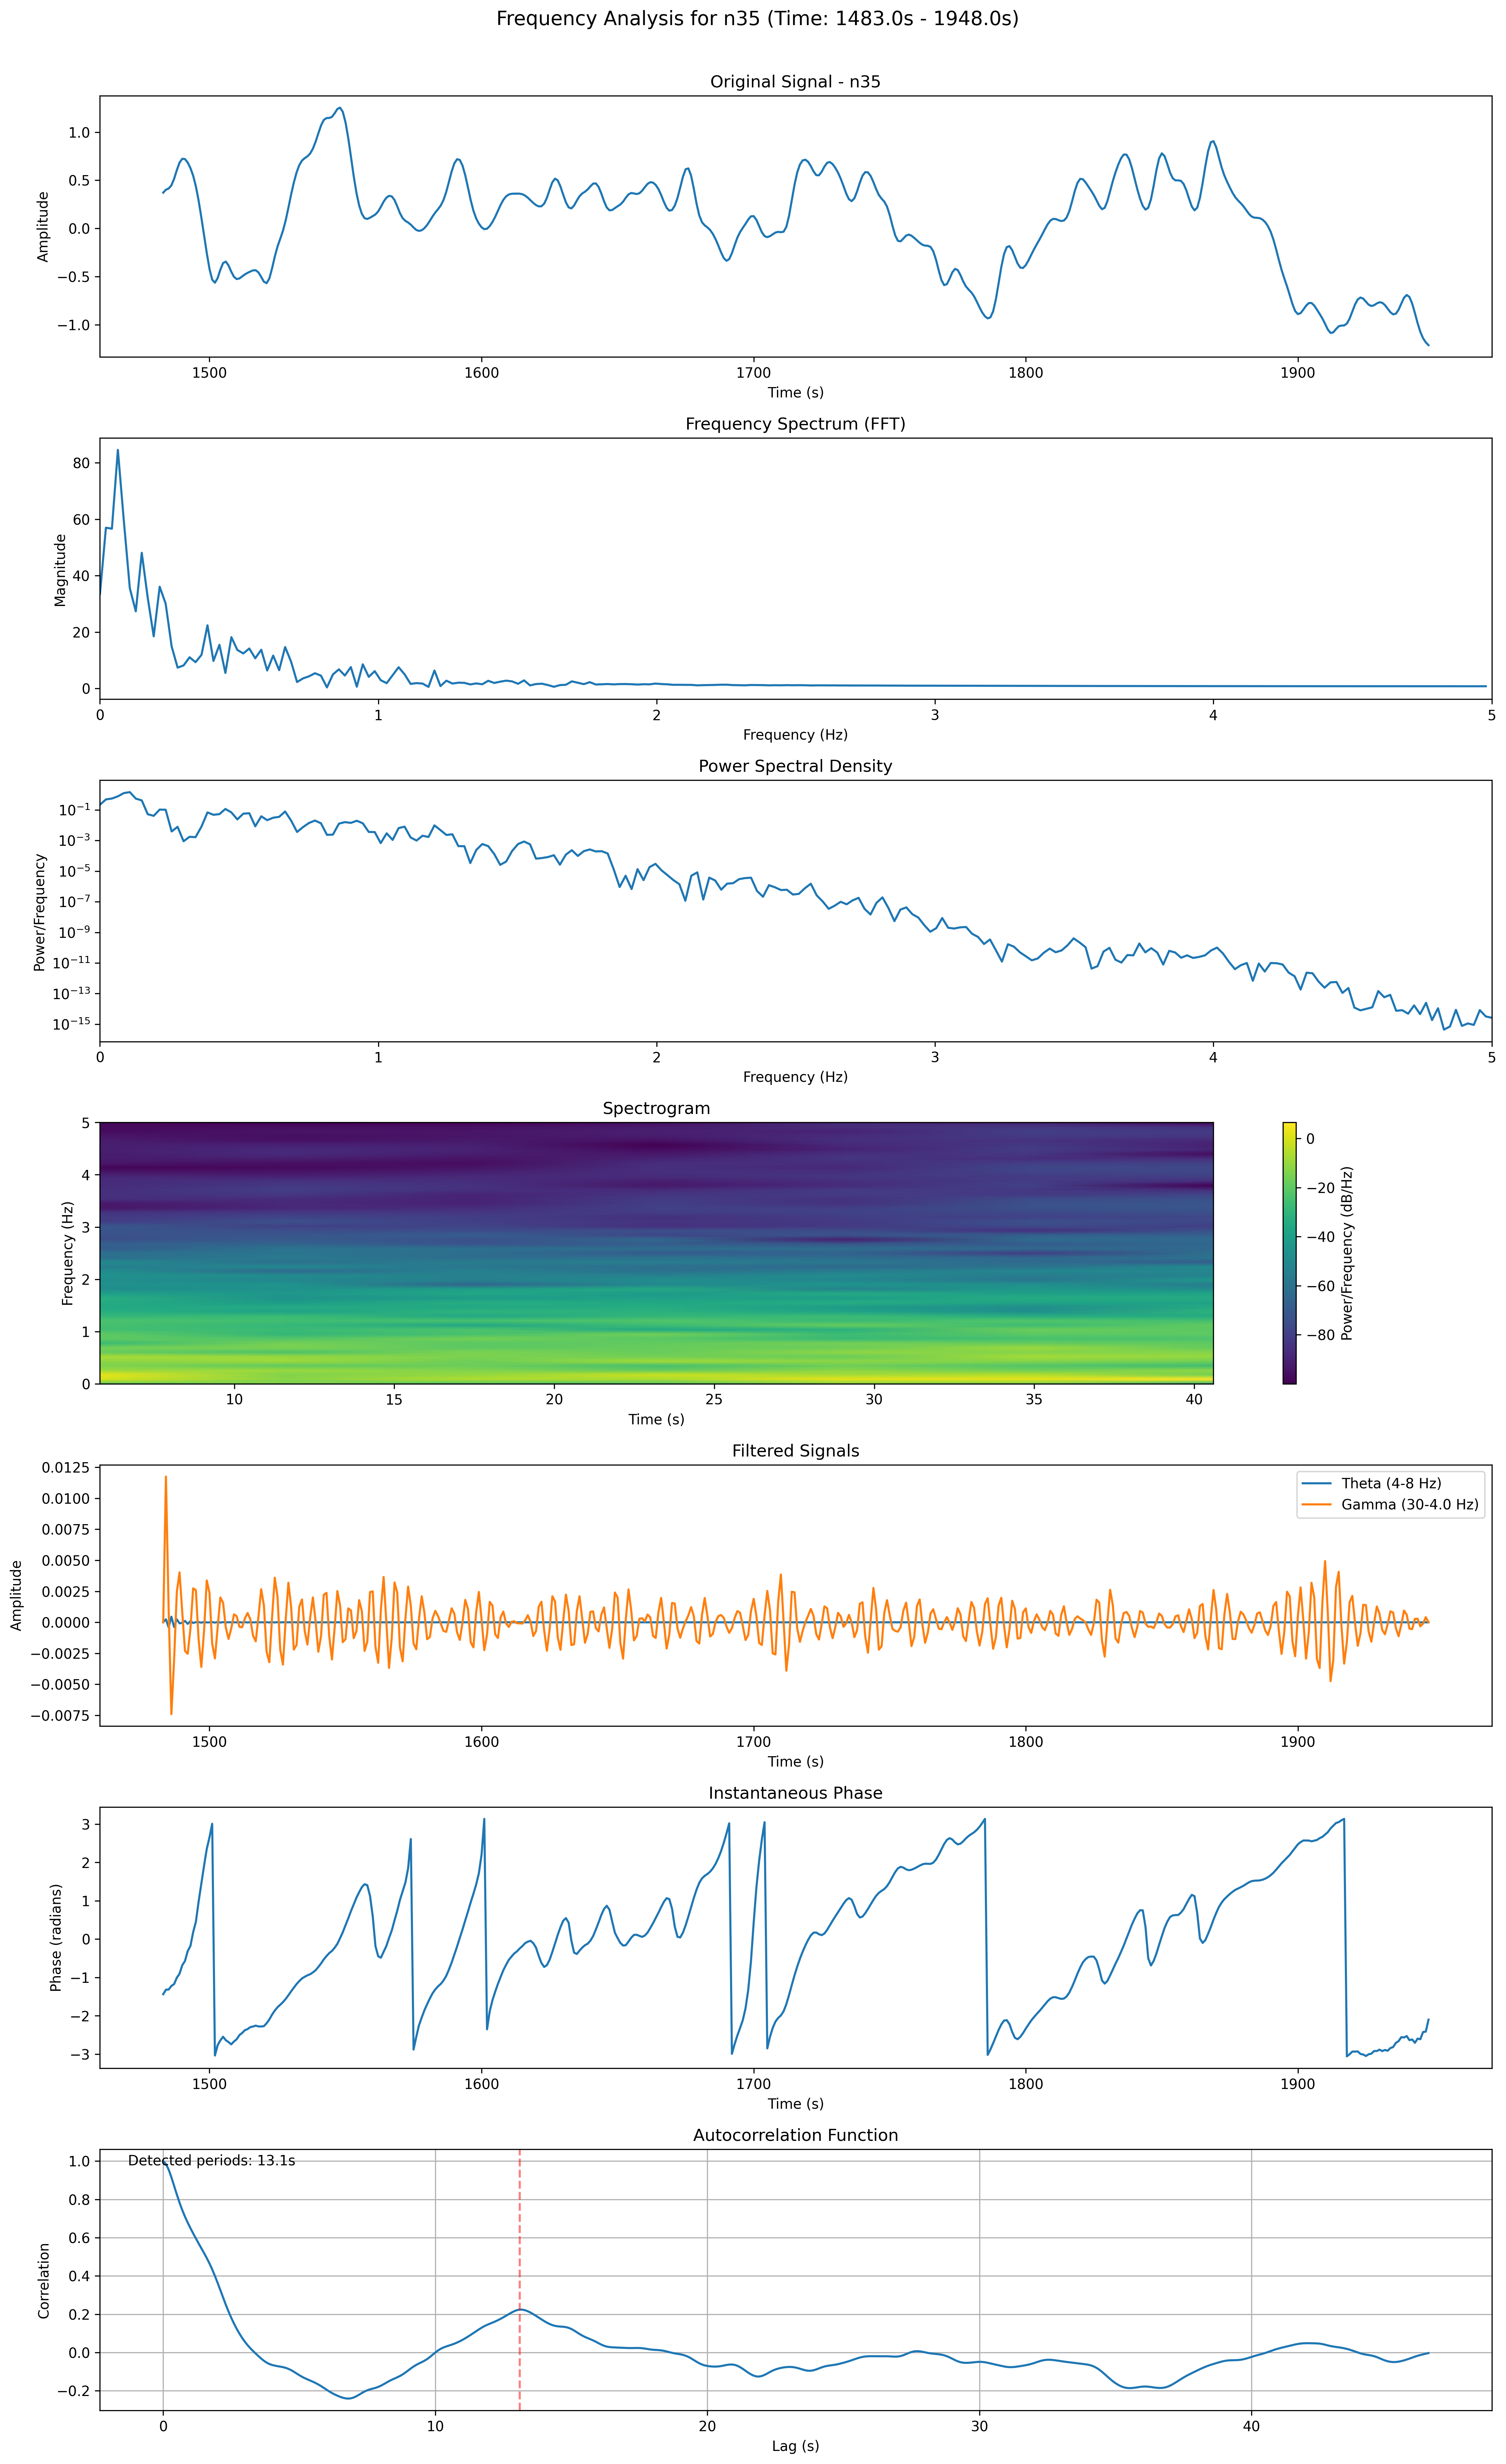 Frequency Analysis for n35 (Time: 1483.0s - 1948.0s)
Original Signal - n35
Amplitude
1.0
0.5
0.0
−0.5
−1.0
1500 1600 1700 1800 1900
Time (s)
Frequency Spectrum (FFT)
Magnitude
80
60
40
20
0
0 1 2 3 4 5
Frequency (Hz)
Power Spectral Density
Power/Frequency
10⁻¹
10⁻³
10⁻⁵
10⁻⁷
10⁻⁹
10⁻¹¹
10⁻¹³
10⁻¹⁵
0 1 2 3 4 5
Frequency (Hz)
Spectrogram
Frequency (Hz)
5
4
3
2
1
0
10 15 20 25 30 35 40
Time (s)
0
−20
−40
−60
−80
Power/Frequency (dB/Hz)
Filtered Signals
Amplitude
0.0125
0.0100
0.0075
0.0050
0.0025
0.0000
−0.0025
−0.0050
−0.0075
Theta (4-8 Hz)
Gamma (30-4.0 Hz)
1500 1600 1700 1800 1900
Time (s)
Instantaneous Phase
Phase (radians)
3
2
1
0
−1
−2
−3
1500 1600 1700 1800 1900
Time (s)
Autocorrelation Function
Detected periods: 13.1s
Correlation
1.0
0.8
0.6
0.4
0.2
0.0
−0.2
0 10 20 30 40
Lag (s)